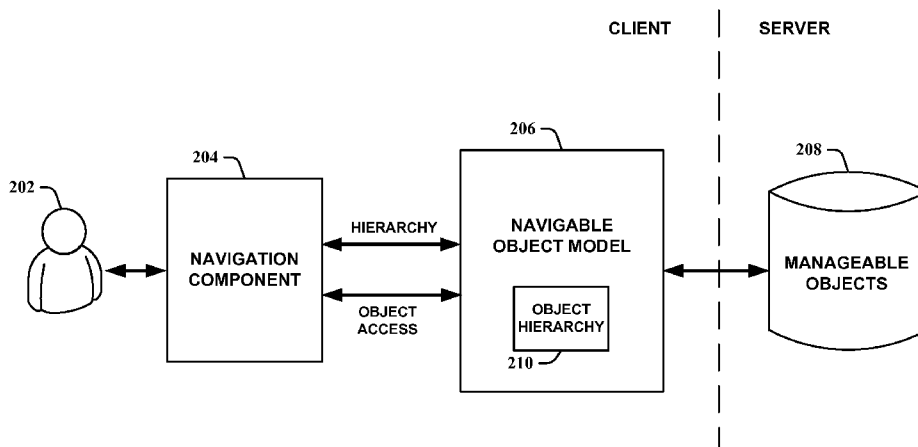 CLIENT
SERVER
206
204
208
202
HIERARCHY
NAVIGABLE
OBJECT MODEL
NAVIGATION
COMPONENT
MANAGEABLE
OBJECTS
OBJECT
ACCESS
OBJECT
HIERARCHY
210